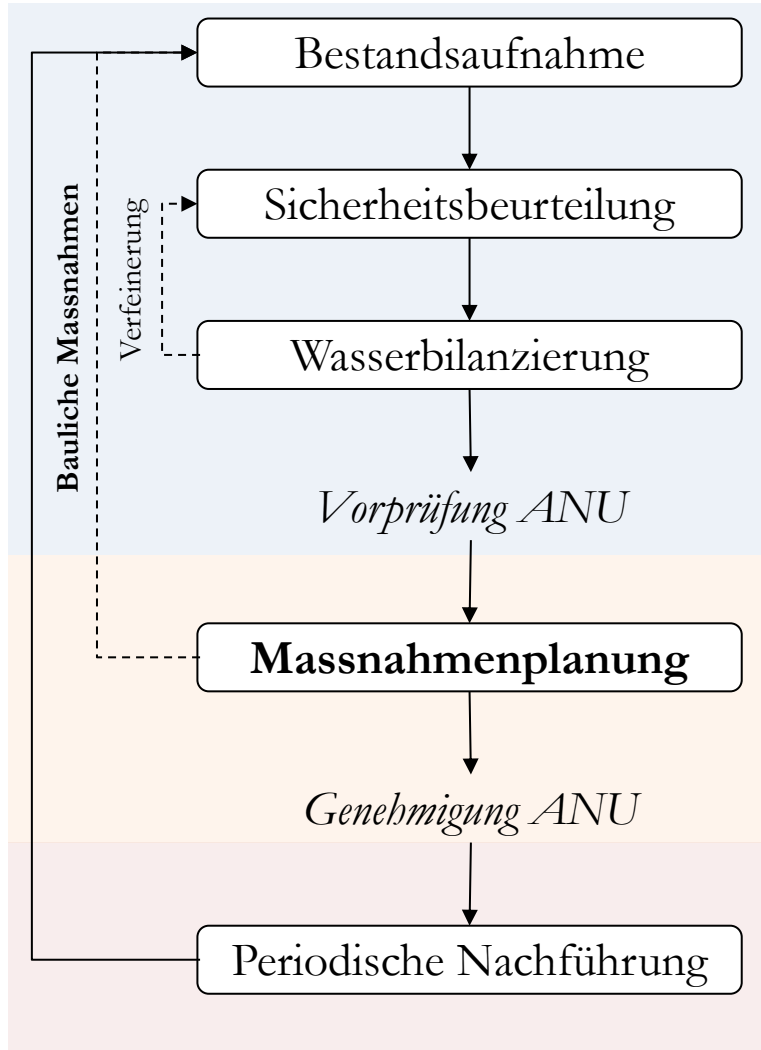 Bestandsaufnahme
Sicherheitsbeurteilung
Verfeinerung
Bauliche Massnahmen
Wasserbilanzierung
Vorprüfung ANU
Massnahmenplanung
Genehmigung ANU
Periodische Nachführung